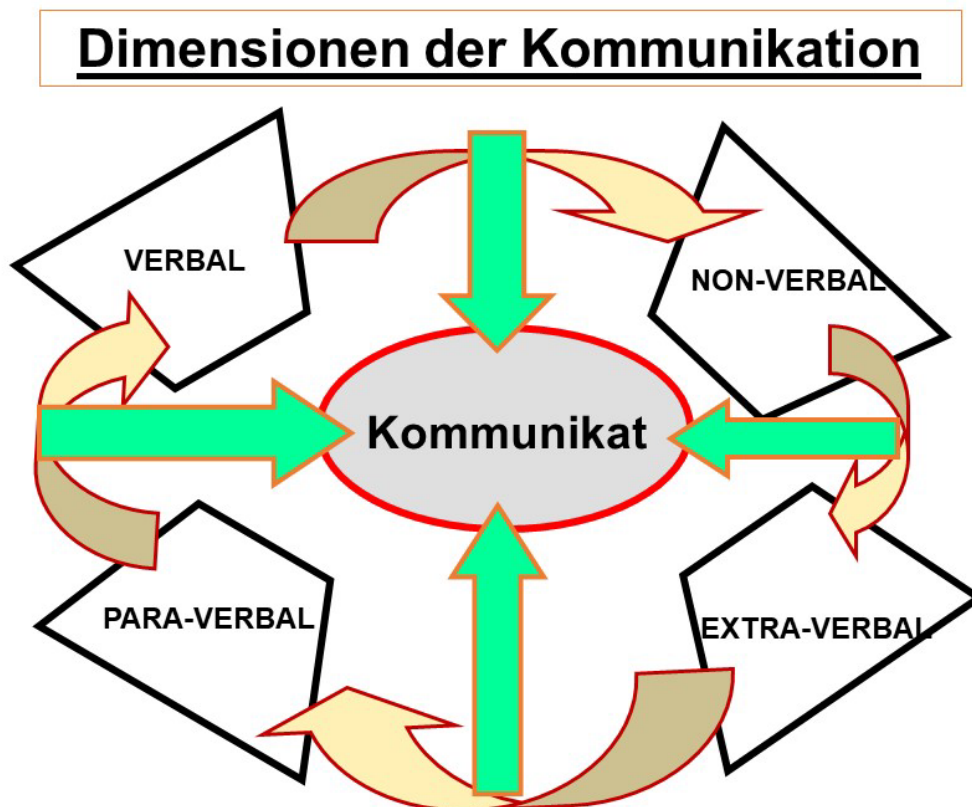 Dimensionen der Kommunikation
VERBAL
NON-VERBAL
Kommunikat
PARA-VERBAL
EXTRA-VERBAL